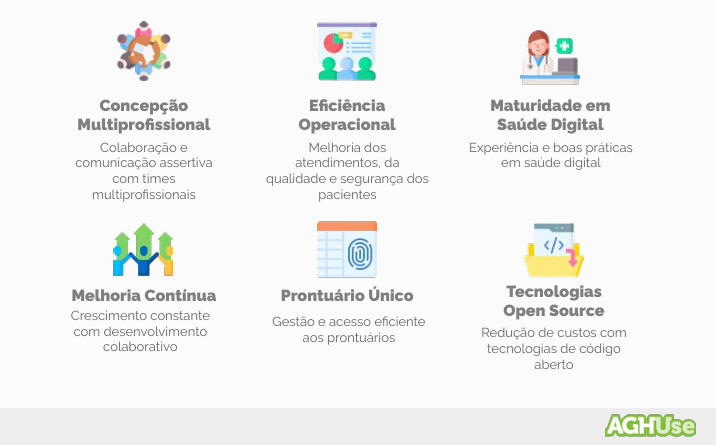 Concepção
Multiprofissional
Colaboração e
comunicação assertiva
com times
multiprofissionais
Eficiência
Operacional
Melhoria dos
atendimentos, da
qualidade e segurança dos
pacientes
Maturidade em
Saúde Digital
Experiência e boas práticas
em saúde digital
Melhoria Contínua
Crescimento constante
com desenvolvimento
colaborativo
Prontuário Único
Gestão e acesso eficiente
aos prontuários
</>
Tecnologias
Open Source
Redução de custos com
tecnologias de código
aberto
AGHUse